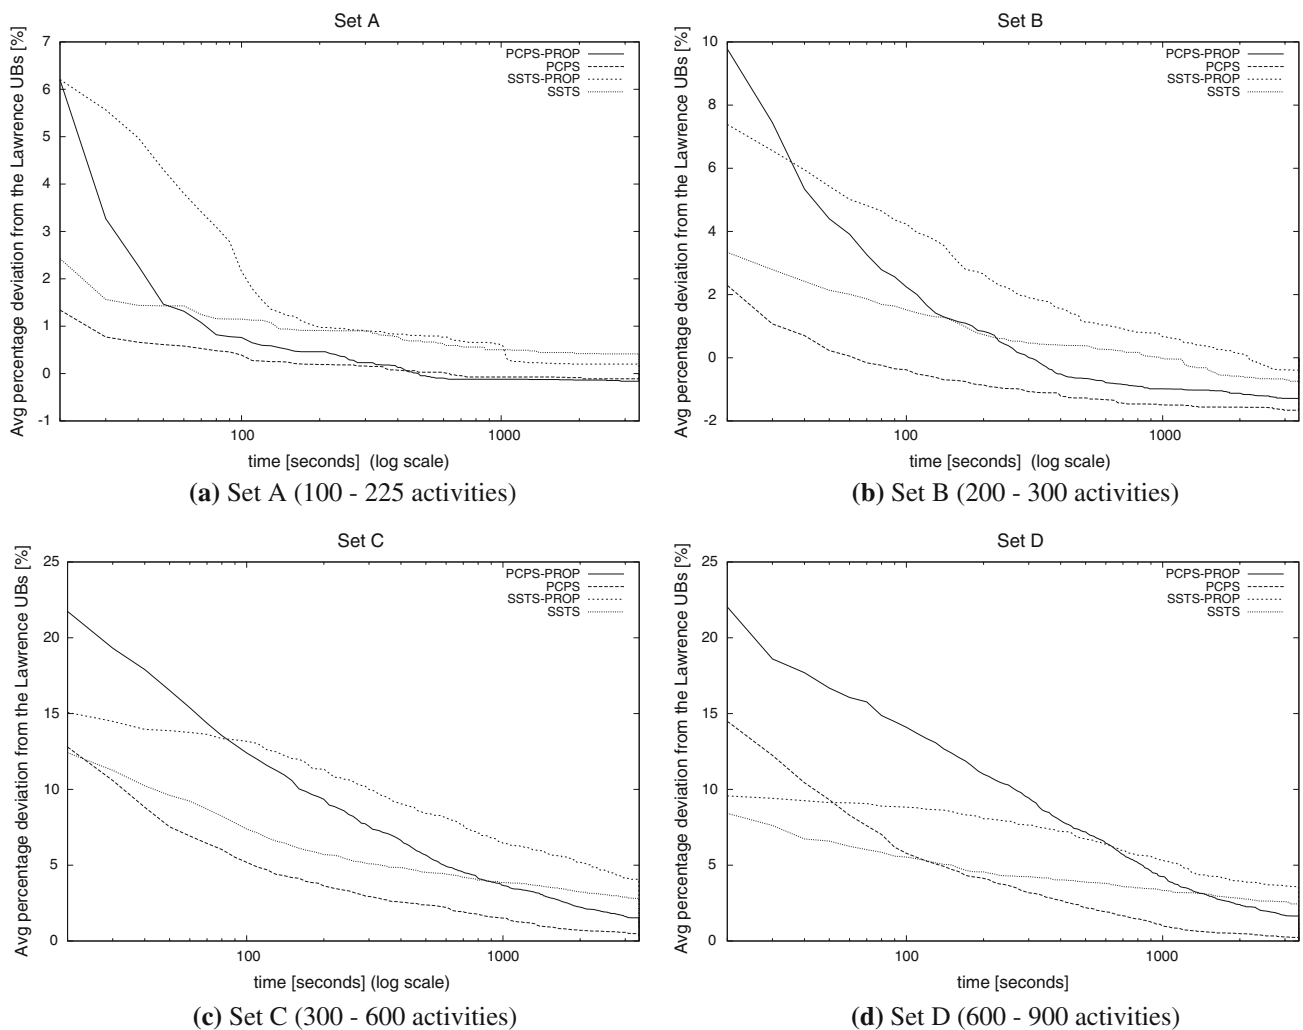 Set A
Avg percentage deviation from the Lawrence UBs [%]
7
6
5
4
3
2
1
0
-1
PCPS-PROP
PCPS
SSTS-PROP
SSTS
100
1000
time [seconds] (log scale)
(a) Set A (100 - 225 activities)
Set B
Avg percentage deviation from the Lawrence UBs [%]
10
8
6
4
2
0
-2
PCPS-PROP
PCPS
SSTS-PROP
SSTS
100
1000
time [seconds] (log scale)
(b) Set B (200 - 300 activities)
Set C
Avg percentage deviation from the Lawrence UBs [%]
25
20
15
10
5
0
PCPS-PROP
PCPS
SSTS-PROP
SSTS
100
1000
time [seconds] (log scale)
(c) Set C (300 - 600 activities)
Set D
Avg percentage deviation from the Lawrence UBs [%]
25
20
15
10
5
0
PCPS-PROP
PCPS
SSTS-PROP
SSTS
100
1000
time [seconds]
(d) Set D (600 - 900 activities)